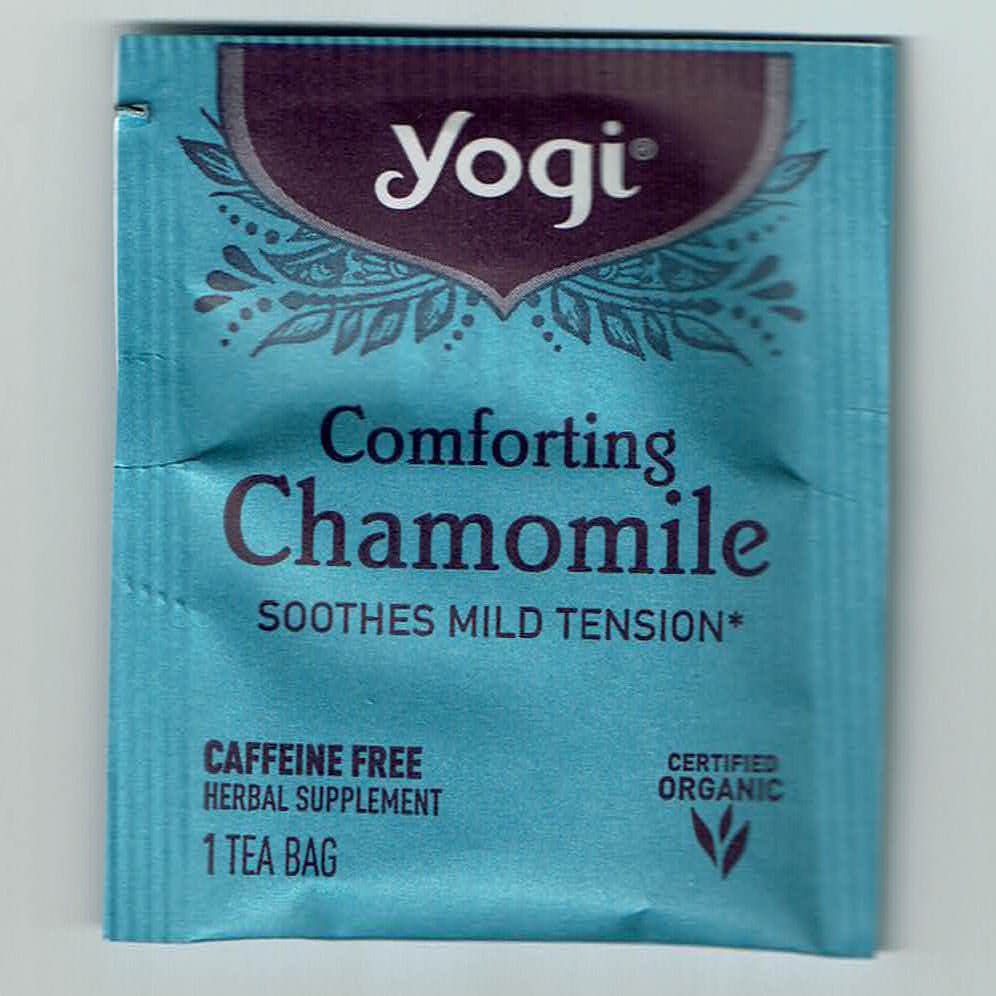 yogi®
Comforting
Chamomile
SOOTHES MILD TENSION*
CAFFEINE FREE
HERBAL SUPPLEMENT
1 TEA BAG
CERTIFIED
ORGANIC